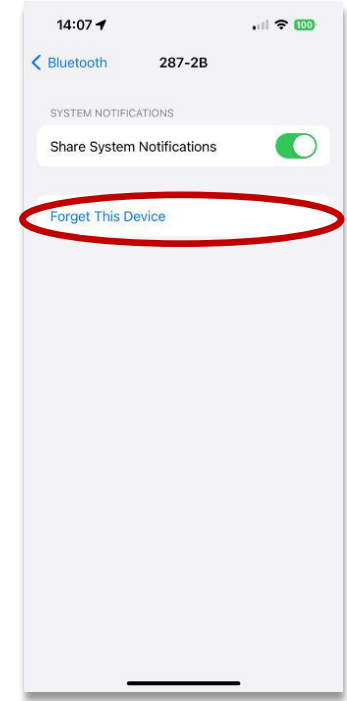 14:07
100
Bluetooth
287-2B
SYSTEM NOTIFICATIONS
Share System Notifications
Forget This Device